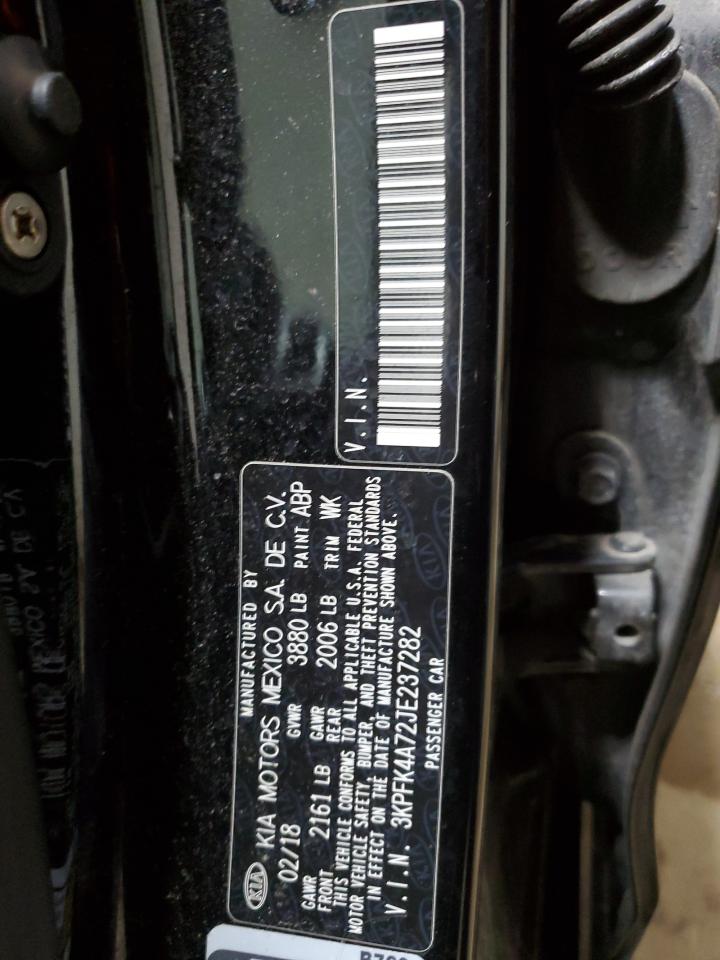 V.I.N.
MANUFACTURED BY
KIA KIA MOTORS MEXICO S.A. DE C.V.
02/18 GVWR 3880 LB PAINT ABP
GAWR FRONT 2161 LB GAWR REAR 2006 LB TRIM WK
THIS VEHICLE CONFORMS TO ALL APPLICABLE U.S.A. FEDERAL
MOTOR VEHICLE SAFETY, BUMPER, AND THEFT PREVENTION STANDARDS
IN EFFECT ON THE DATE OF MANUFACTURE SHOWN ABOVE.
V.I.N. 3KPFK4A72JE237282
PASSENGER CAR